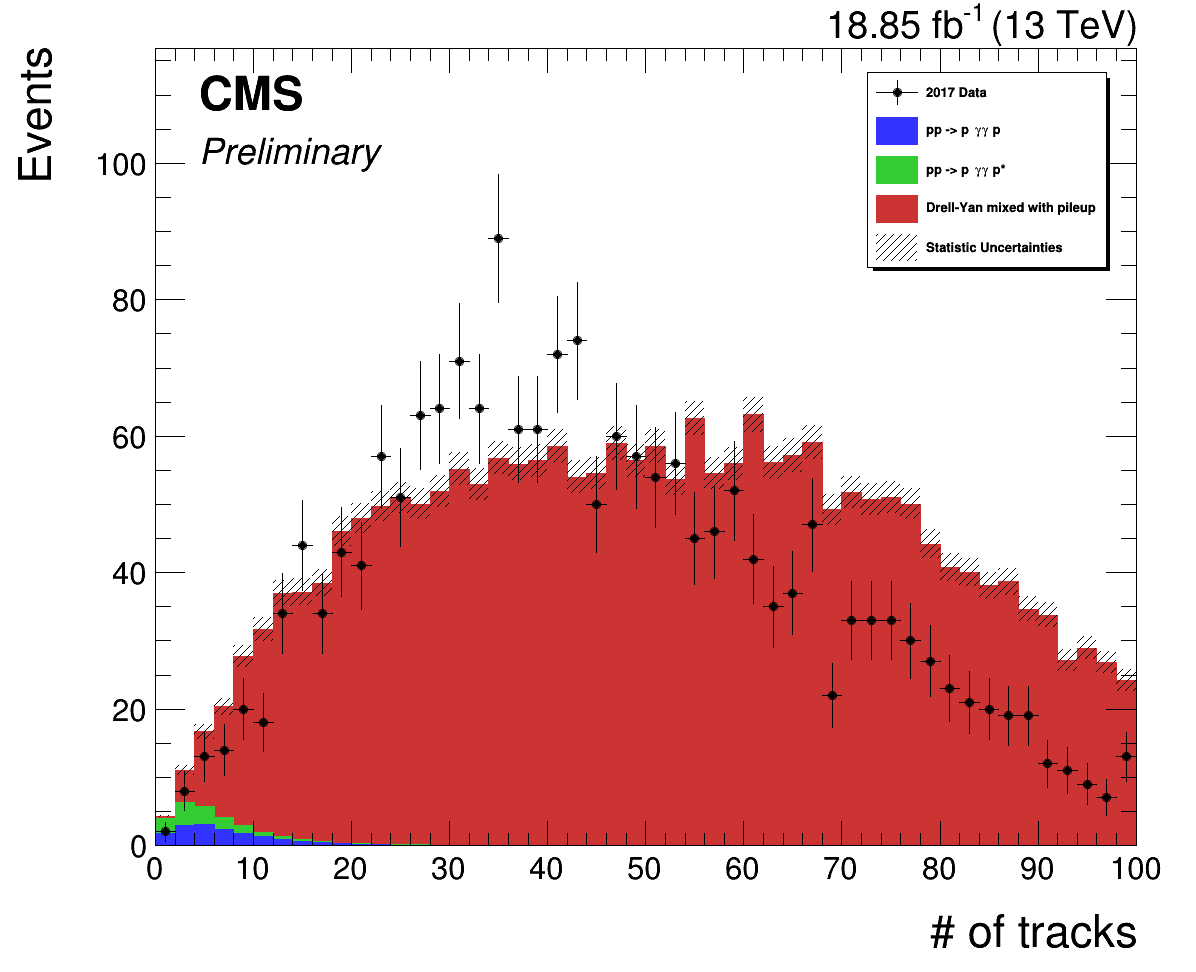 18.85 fb⁻¹ (13 TeV)
Events
CMS
Preliminary
2017 Data
pp -> p γγ p
pp -> p γγ p*
Drell-Yan mixed with pileup
Statistic Uncertainties
100
80
60
40
20
0
0 10 20 30 40 50 60 70 80 90 100
# of tracks